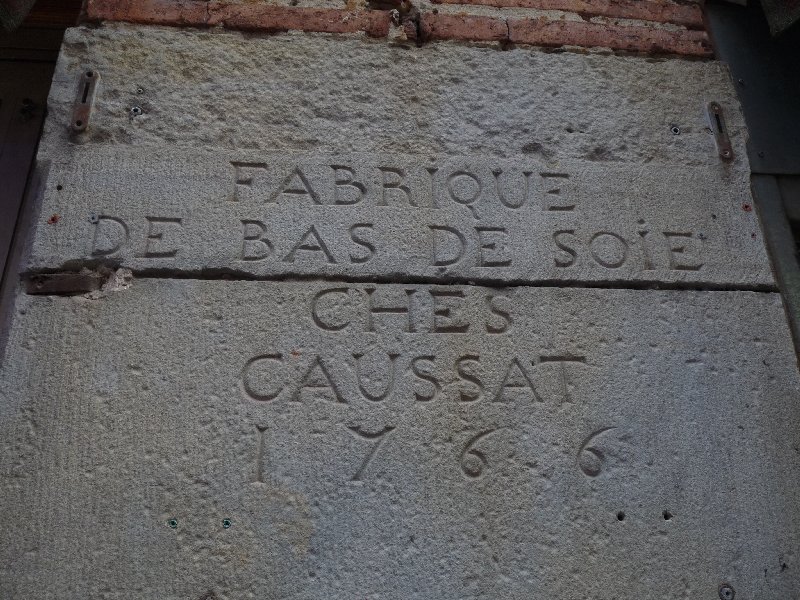 FABRIQUE
DE BAS DE SOIE
CHES
CAUSSAT
1766